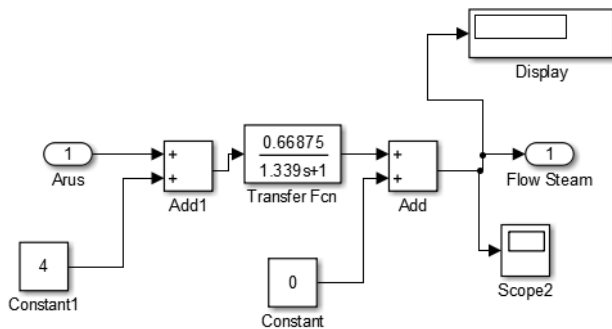 Display
1
Arus
+
+
Add1
0.66875
1.339s+1
Transfer Fcn
+
+
Add
1
Flow Steam
4
Constant1
0
Constant
Scope2